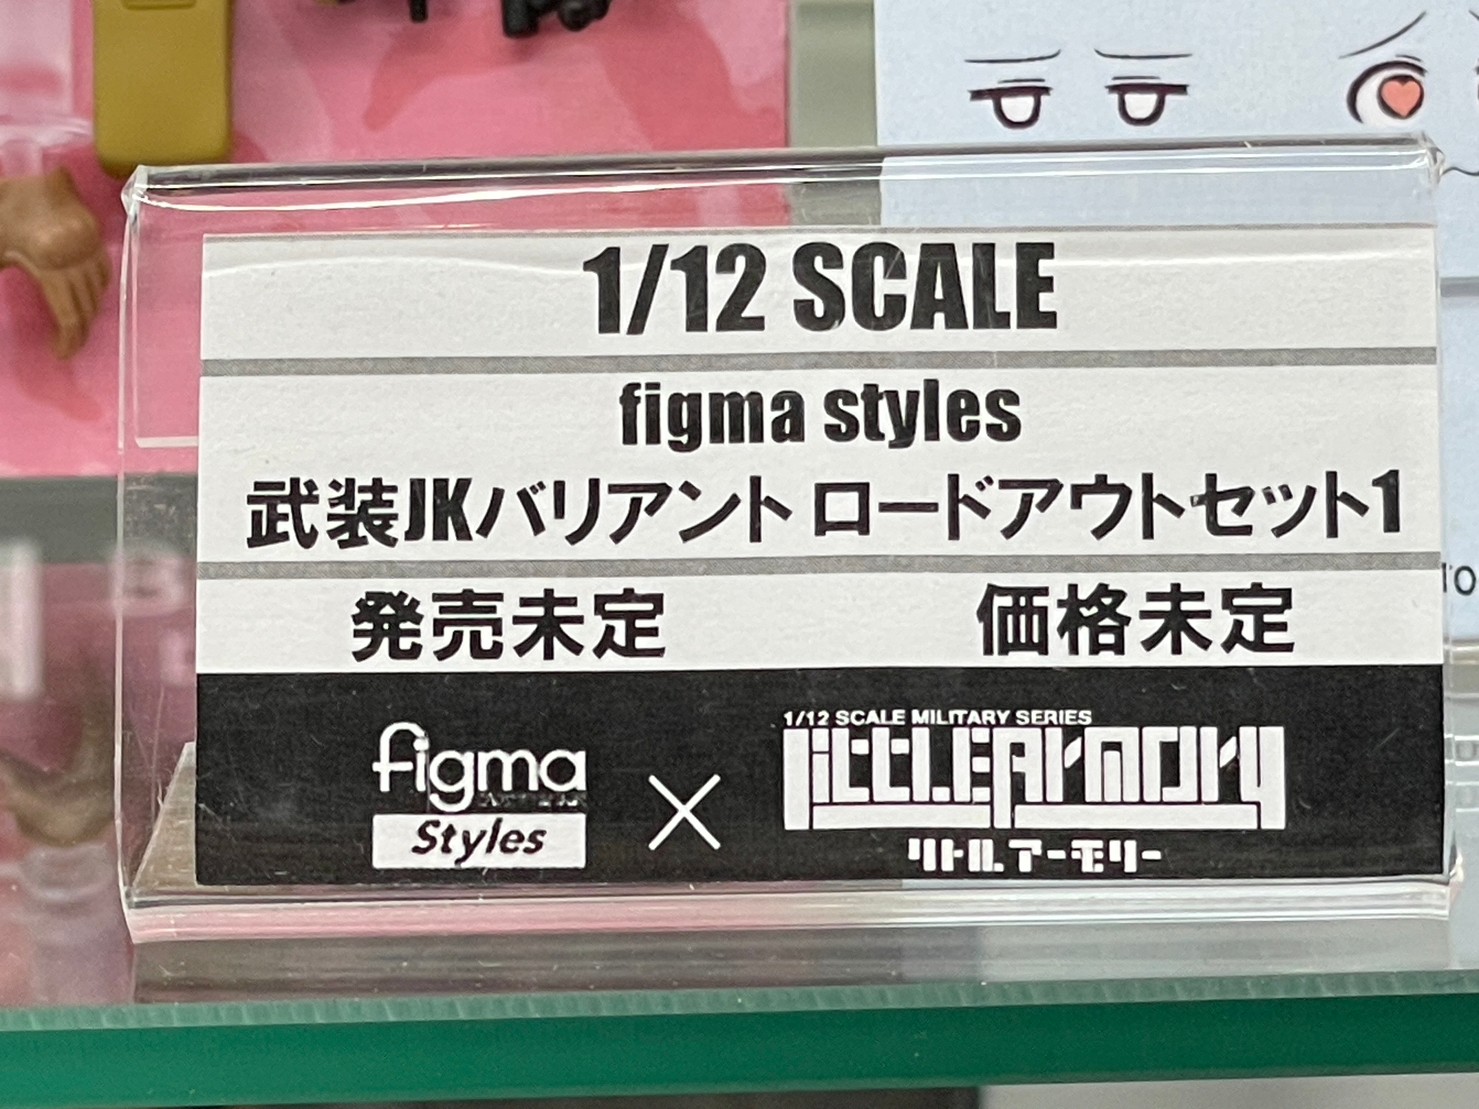 1/12 SCALE
figma styles
武装JKバリアント ロードアウトセット1
発売未定 価格未定
figma Styles × 1/12 SCALE MILITARY SERIES
LittLEArmory
リトルアーモリー